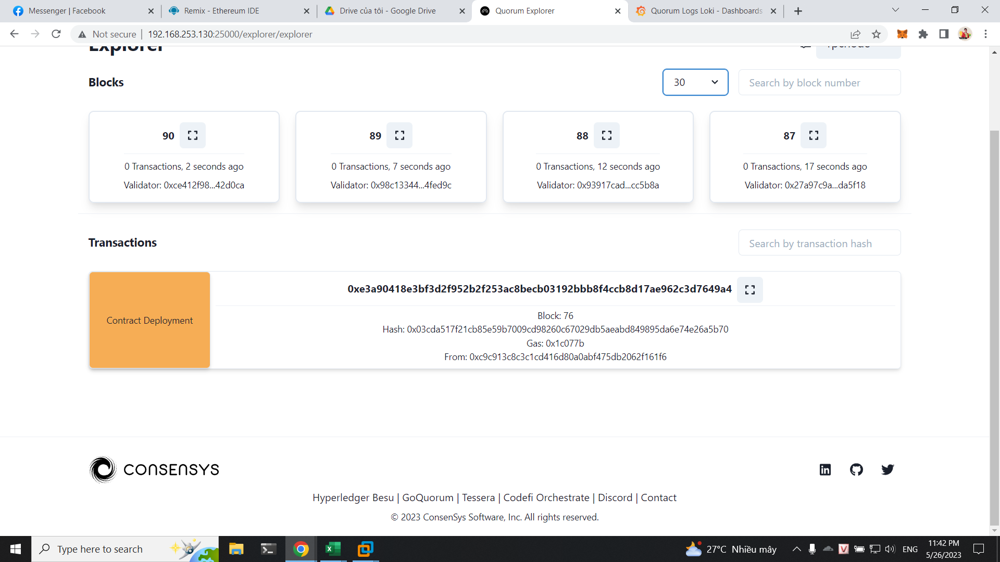 Messenger | Facebook
Remix - Ethereum IDE
Drive của tôi - Google Drive
Quorum Explorer
Quorum Logs Loki - Dashboards
Not secure | 192.168.253.130:25000/explorer/explorer
Explorer
Blocks
30
Search by block number
90
0 Transactions, 2 seconds ago
Validator: 0xce412f98...42d0ca
89
0 Transactions, 7 seconds ago
Validator: 0x98c13344...4fed9c
88
0 Transactions, 12 seconds ago
Validator: 0x93917cad...cc5b8a
87
0 Transactions, 17 seconds ago
Validator: 0x27a97c9a...da5f18
Transactions
Search by transaction hash
Contract Deployment
0xe3a90418e3bf3d2f952b2f253ac8becb03192bbb8f4ccb8d17ae962c3d7649a4
Block: 76
Hash: 0x03cda517f21cb85e59b7009cd98260c67029db5aeabd849895da6e74e26a5b70
Gas: 0x1c077b
From: 0xc9c913c8c3c1cd416d80a0abf475db2062f161f6
CONSENSYS
Hyperledger Besu | GoQuorum | Tessera | Codefi Orchestrate | Discord | Contact
© 2023 ConsenSys Software, Inc. All rights reserved.
Type here to search
27°C Nhiều mây
ENG
11:42 PM
5/26/2023